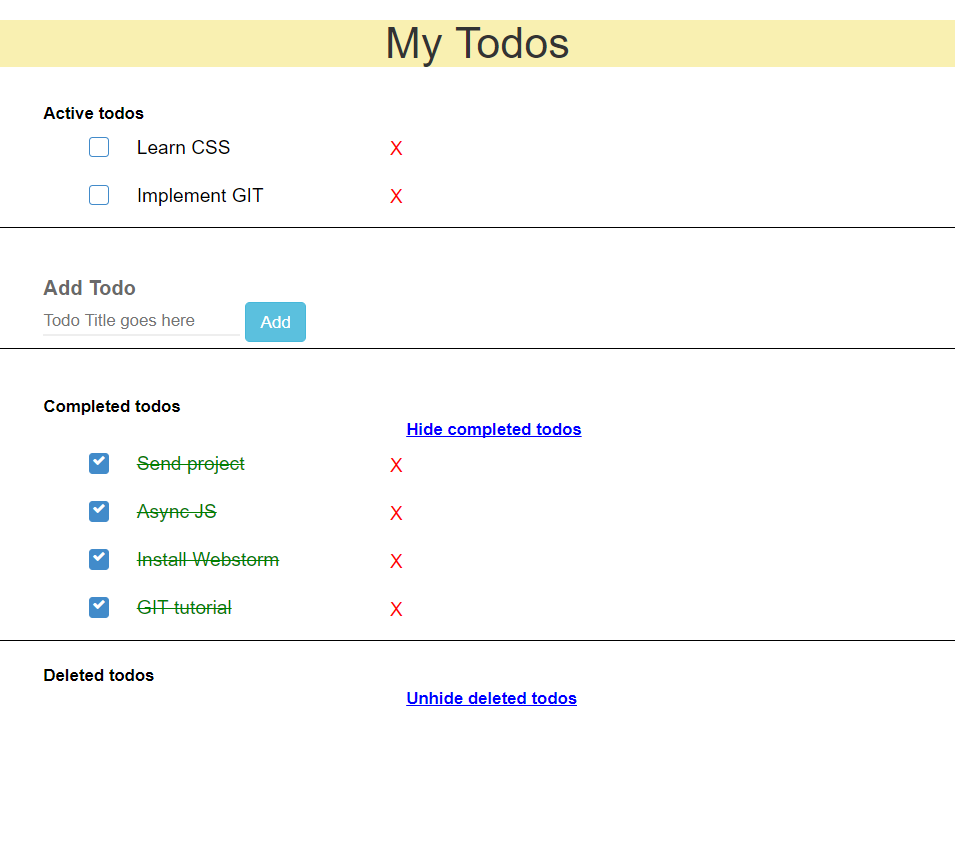 My Todos
Active todos
Learn CSS X
Implement GIT X
Add Todo
Todo Title goes here Add
Completed todos
Hide completed todos
Send project X
Async JS X
Install Webstorm X
GIT tutorial X
Deleted todos
Unhide deleted todos